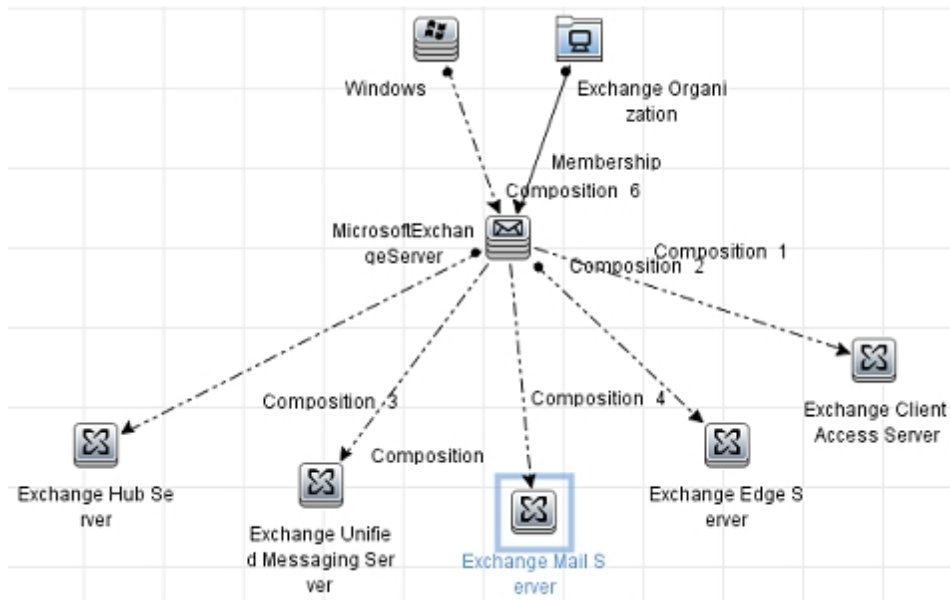 Windows
Exchange Organi
zation
Membership
Composition 6
MicrosoftExchan
geServer
Composition 1
Composition 2
Exchange Client
Access Server
Composition 3
Composition 4
Composition
Exchange Hub Se
rver
Exchange Unifie
d Messaging Ser
ver
Exchange Mail S
erver
Exchange Edge S
erver